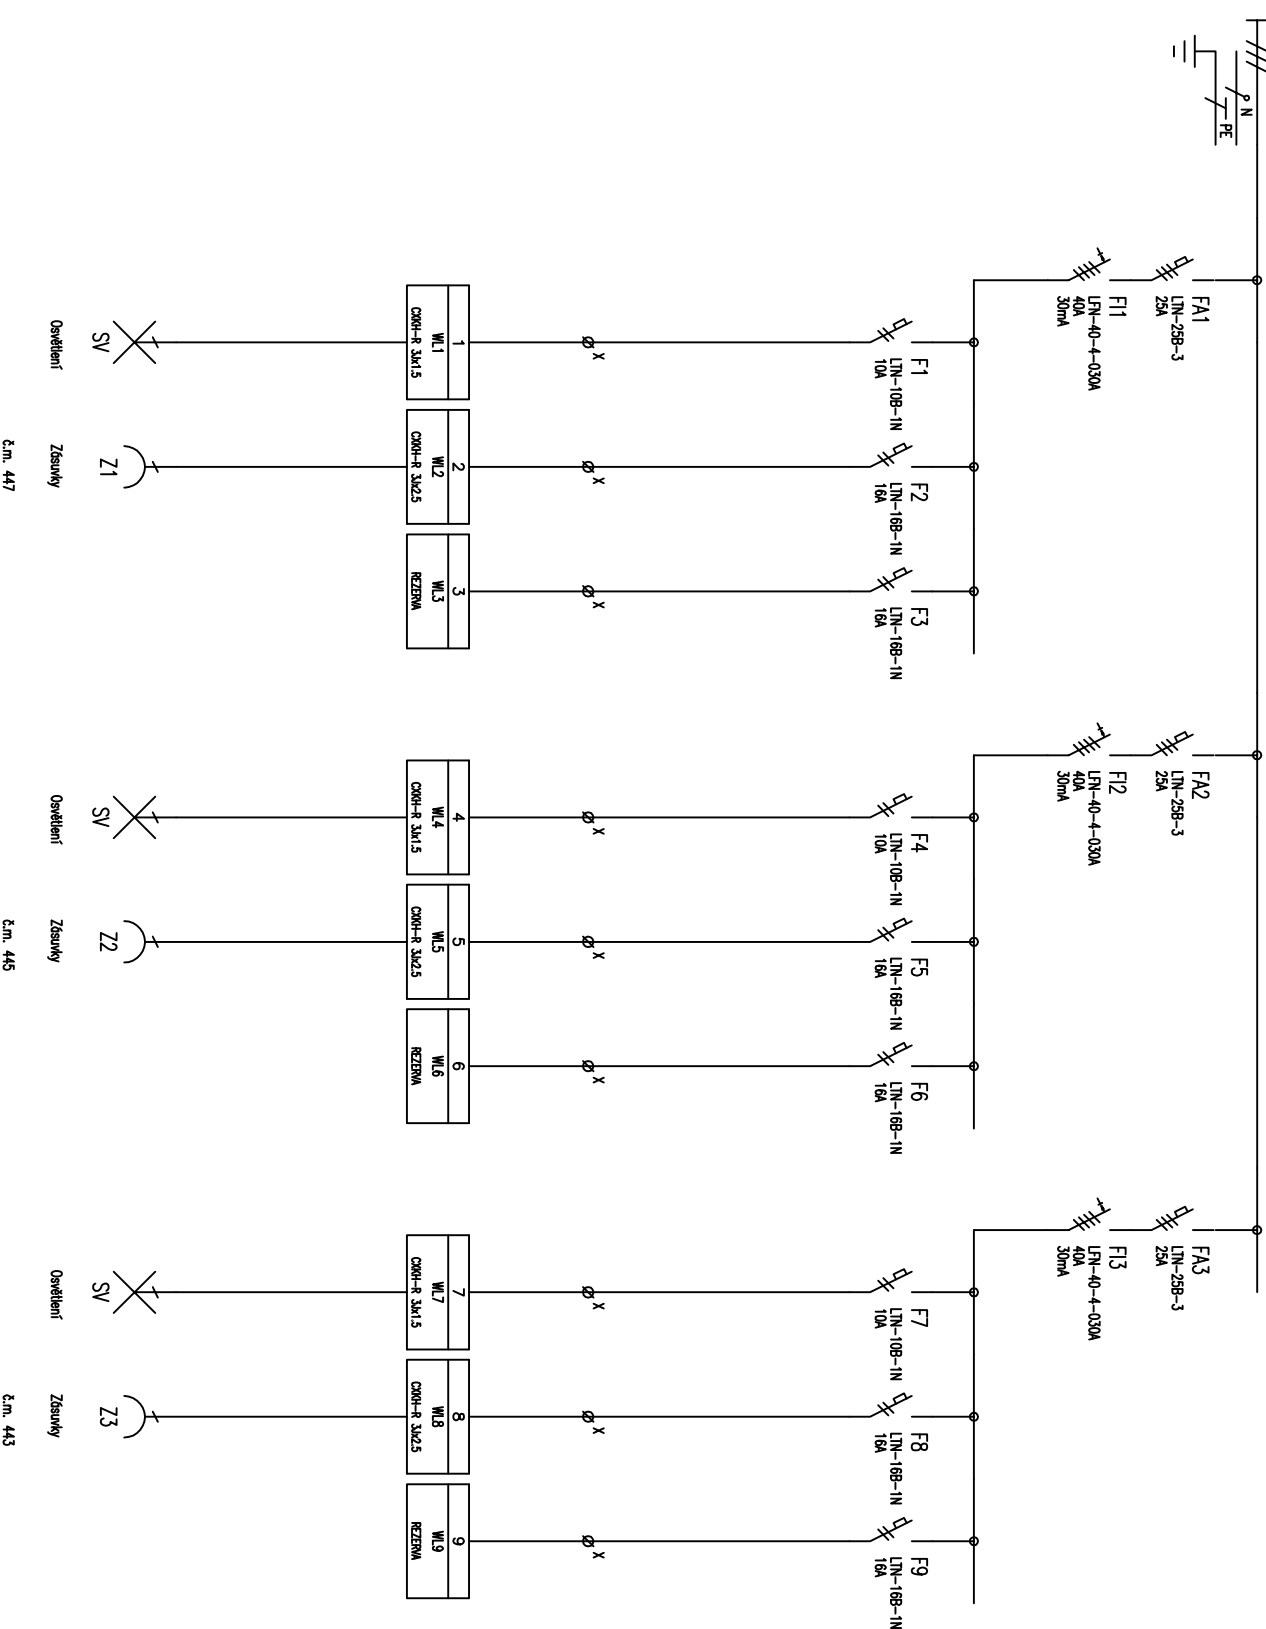 N
PE
FA1
LTN-25B-3
25A
FI1
LFN-40-4-030A
40A
30mA
F1
LTN-10B-1N
10A
F2
LTN-16B-1N
16A
F3
LTN-16B-1N
16A
X
X
X
1
WL1
CXKH-R 3Jx1.5
2
WL2
CXKH-R 3Jx2.5
3
WL3
REZERVA
SV
Z1
Osvětlení
Zásuvky
č.m. 447
FA2
LTN-25B-3
25A
FI2
LFN-40-4-030A
40A
30mA
F4
LTN-10B-1N
10A
F5
LTN-16B-1N
16A
F6
LTN-16B-1N
16A
X
X
X
4
WL4
CXKH-R 3Jx1.5
5
WL5
CXKH-R 3Jx2.5
6
WL6
REZERVA
SV
Z2
Osvětlení
Zásuvky
č.m. 445
FA3
LTN-25B-3
25A
FI3
LFN-40-4-030A
40A
30mA
F7
LTN-10B-1N
10A
F8
LTN-16B-1N
16A
F9
LTN-16B-1N
16A
X
X
X
7
WL7
CXKH-R 3Jx1.5
8
WL8
CXKH-R 3Jx2.5
9
WL9
REZERVA
SV
Z3
Osvětlení
Zásuvky
č.m. 443